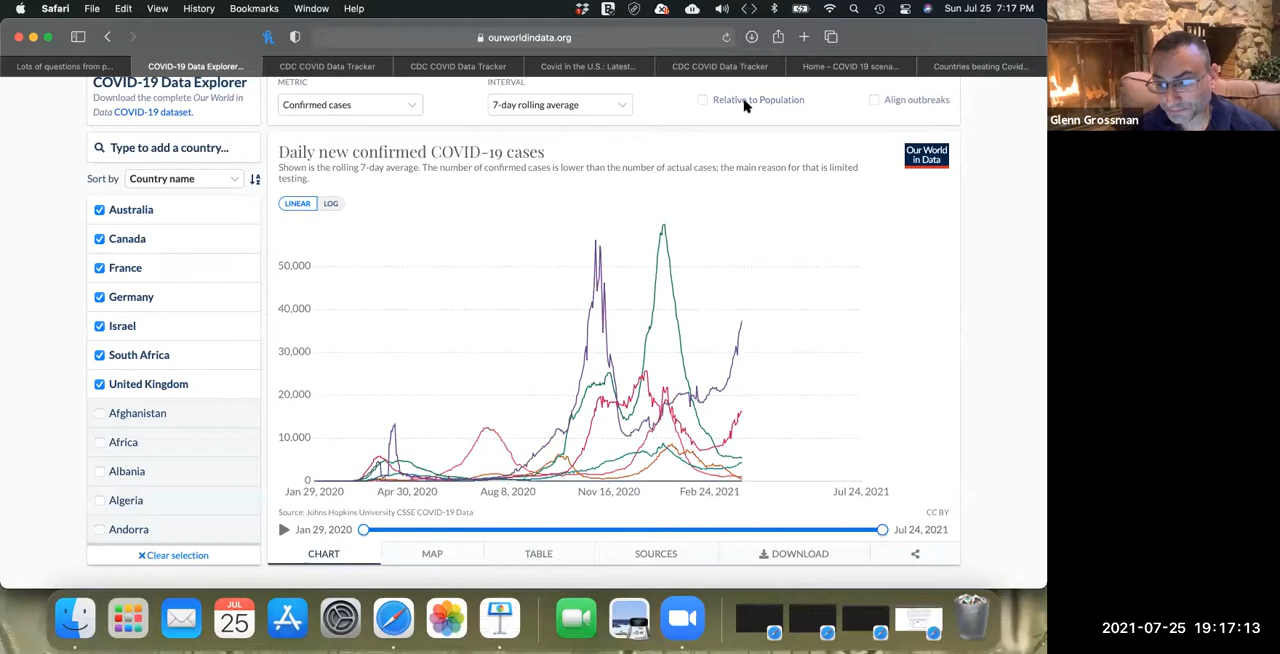 Safari File Edit View History Bookmarks Window Help
Sun Jul 25 7:17 PM
ourworldindata.org
Lots of questions from p...
COVID-19 Data Explorer...
CDC COVID Data Tracker
CDC COVID Data Tracker
Covid in the U.S.: Latest...
CDC COVID Data Tracker
Home - COVID 19 scena...
Countries beating Covid...
COVID-19 Data Explorer
Download the complete Our World in
Data COVID-19 dataset.
METRIC
Confirmed cases
INTERVAL
7-day rolling average
Relative to Population
Align outbreaks
Glenn Grossman
Type to add a country...
Sort by Country name
Australia
Canada
France
Germany
Israel
South Africa
United Kingdom
Afghanistan
Africa
Albania
Algeria
Andorra
Clear selection
Daily new confirmed COVID-19 cases
Shown is the rolling 7-day average. The number of confirmed cases is lower than the number of actual cases; the main reason for that is limited
testing.
Our World
in Data
LINEAR LOG
50,000
40,000
30,000
20,000
10,000
0
Jan 29, 2020 Apr 30, 2020 Aug 8, 2020 Nov 16, 2020 Feb 24, 2021 Jul 24, 2021
Source: Johns Hopkins University CSSE COVID-19 Data
CC BY
Jan 29, 2020
Jul 24, 2021
CHART MAP TABLE SOURCES DOWNLOAD
JUL
25
2021-07-25 19:17:13